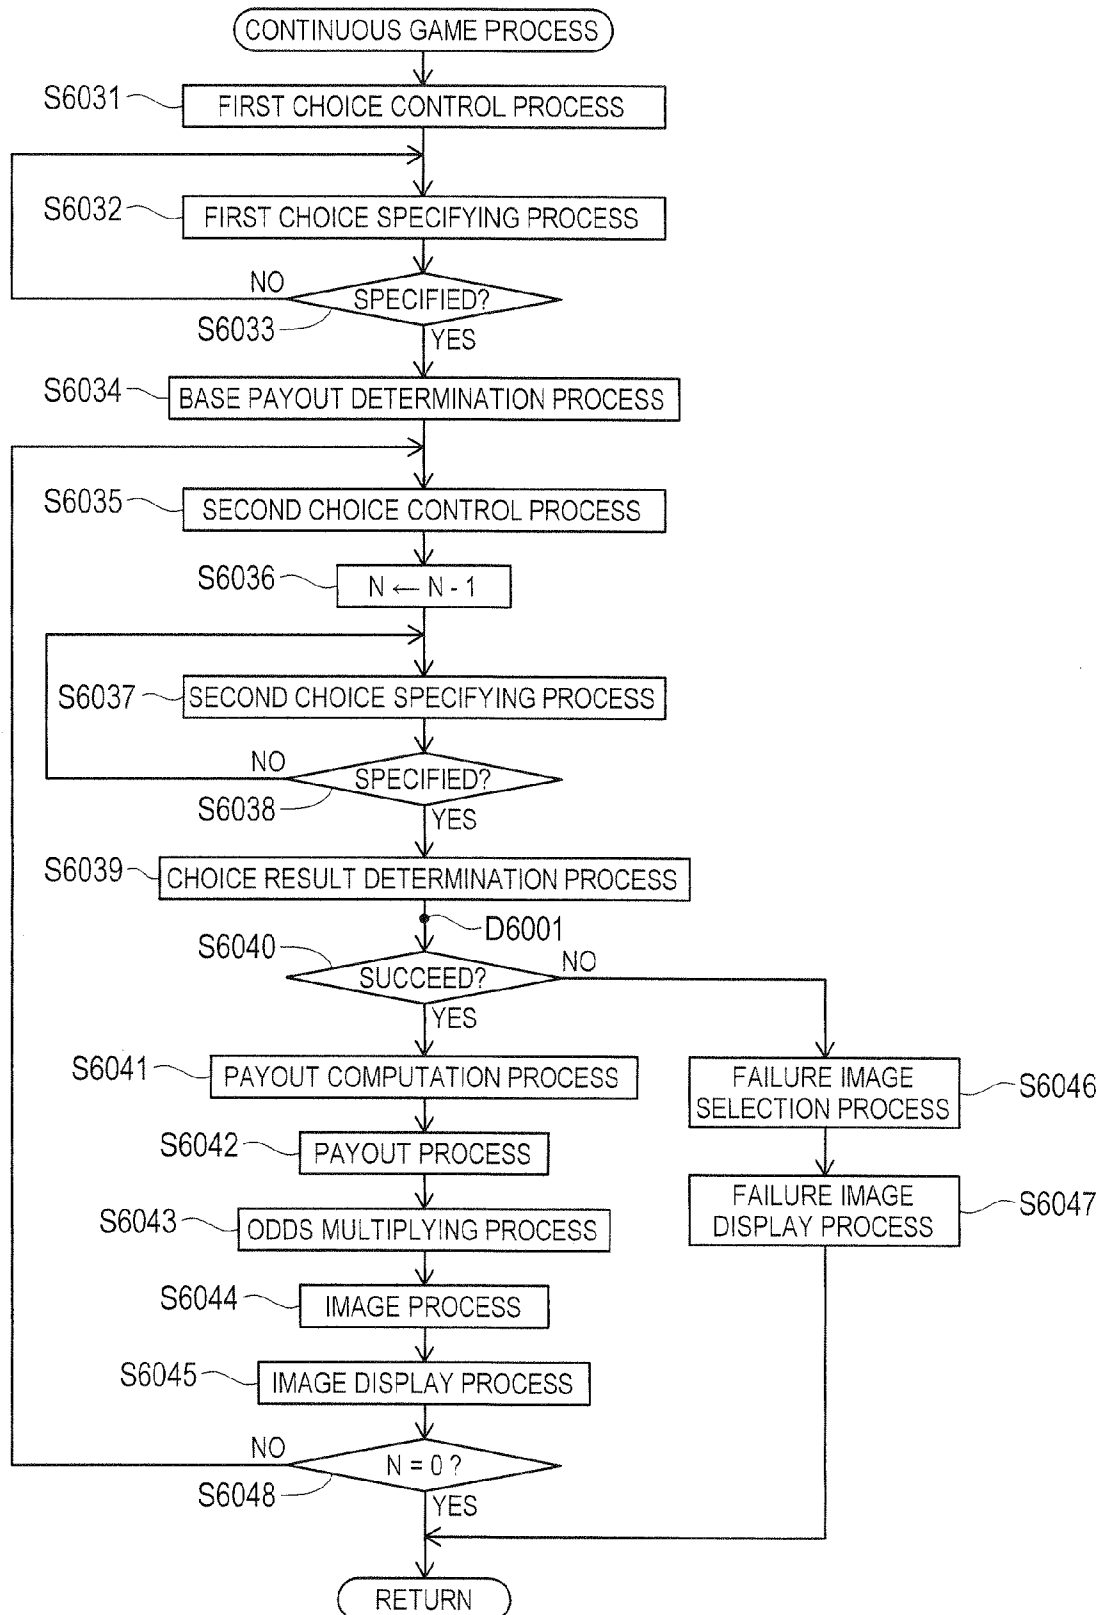 CONTINUOUS GAME PROCESS
S6031
FIRST CHOICE CONTROL PROCESS
S6032
FIRST CHOICE SPECIFYING PROCESS
NO
SPECIFIED?
S6033
YES
S6034
BASE PAYOUT DETERMINATION PROCESS
S6035
SECOND CHOICE CONTROL PROCESS
S6036
N ← N - 1
S6037
SECOND CHOICE SPECIFYING PROCESS
NO
SPECIFIED?
S6038
YES
S6039
CHOICE RESULT DETERMINATION PROCESS
D6001
S6040
SUCCEED?
NO
YES
S6041
PAYOUT COMPUTATION PROCESS
FAILURE IMAGE
SELECTION PROCESS
S6046
S6042
PAYOUT PROCESS
S6043
ODDS MULTIPLYING PROCESS
FAILURE IMAGE
DISPLAY PROCESS
S6047
S6044
IMAGE PROCESS
S6045
IMAGE DISPLAY PROCESS
NO
N = 0 ?
S6048
YES
RETURN